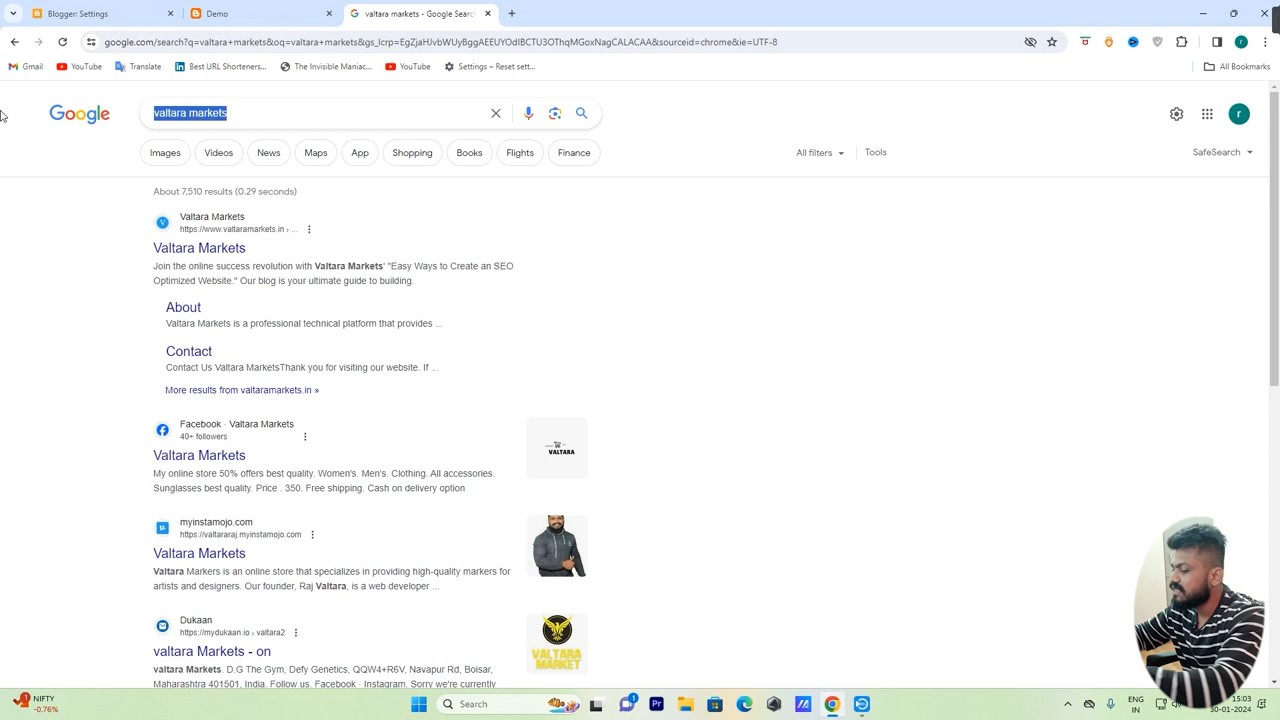 Blogger: Settings
Demo
valtara markets - Google Search
google.com/search?q=valtara+markets&oq=valtara+markets&gs_lcrp=EgZjaHJvbWUyBggAEEUYOdIBCTU3OThqMGoxNagCALACAA&sourceid=chrome&ie=UTF-8
Gmail
YouTube
Translate
Best URL Shorteners...
The Invisible Maniac...
YouTube
Settings – Reset sett...
All Bookmarks
Google
valtara markets
r
Images
Videos
News
Maps
App
Shopping
Books
Flights
Finance
All filters
Tools
SafeSearch
About 7,510 results (0.29 seconds)
Valtara Markets
https://www.valtaramarkets.in › ...
Valtara Markets
Join the online success revolution with Valtara Markets' "Easy Ways to Create an SEO
Optimized Website." Our blog is your ultimate guide to building.
About
Valtara Markets is a professional technical platform that provides ...
Contact
Contact Us Valtara MarketsThank you for visiting our website. If ...
More results from valtaramarkets.in »
Facebook · Valtara Markets
40+ followers
Valtara Markets
My online store 50% offers best quality. Women's. Men's. Clothing. All accessories.
Sunglasses best quality. Price . 350. Free shipping. Cash on delivery option
VALTARA
myinstamojo.com
https://valtararaj.myinstamojo.com
Valtara Markets
Valtara Markers is an online store that specializes in providing high-quality markers for
artists and designers. Our founder, Raj Valtara, is a web developer ...
Dukaan
https://mydukaan.io › valtara2
valtara Markets - on
valtara Markets, D.G The Gym, Defy Genetics, QQW4+R6V, Navapur Rd, Boisar,
Maharashtra 401501, India. Follow us. Facebook · Instagram. Sorry we're currently
VALTARA
MARKET
NIFTY
-0.76%
Search
ENG
IN
15:03
30-01-2024